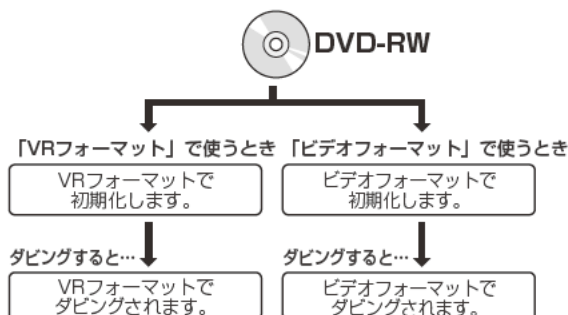 DVD-RW
「VRフォーマット」で使うとき
VRフォーマットで
初期化します。
ダビングすると…
VRフォーマットで
ダビングされます。
「ビデオフォーマット」で使うとき
ビデオフォーマットで
初期化します。
ダビングすると…
ビデオフォーマットで
ダビングされます。